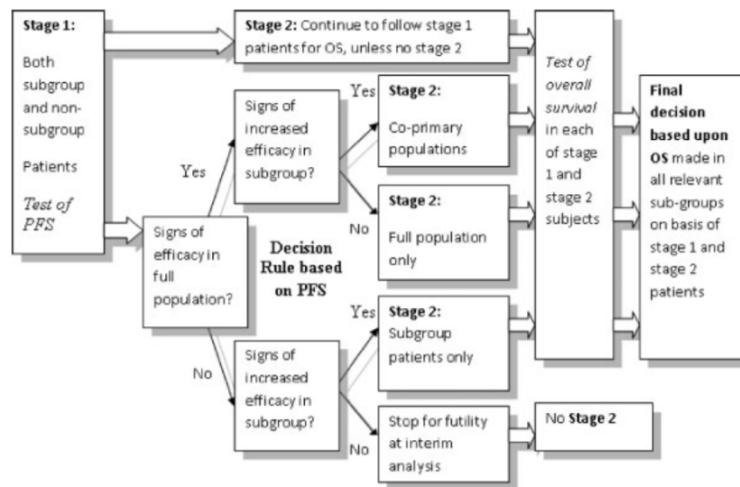 Stage 1:
Both
subgroup
and non-
subgroup
Patients
Test of
PFS
Stage 2: Continue to follow stage 1
patients for OS, unless no stage 2
Yes
Signs of
efficacy in
full
population?
No
Signs of
increased
efficacy in
subgroup?
Yes
No
Decision
Rule based
on PFS
Signs of
increased
efficacy in
subgroup?
Yes
No
Stage 2:
Co-primary
populations
Stage 2:
Full population
only
Stage 2:
Subgroup
patients only
Stop for futility
at interim
analysis
Test of
overall
survival
in each
of stage
1 and
stage 2
subjects
No Stage 2
Final
decision
based upon
OS made in
all relevant
sub-groups
on basis of
stage 1 and
stage 2
patients